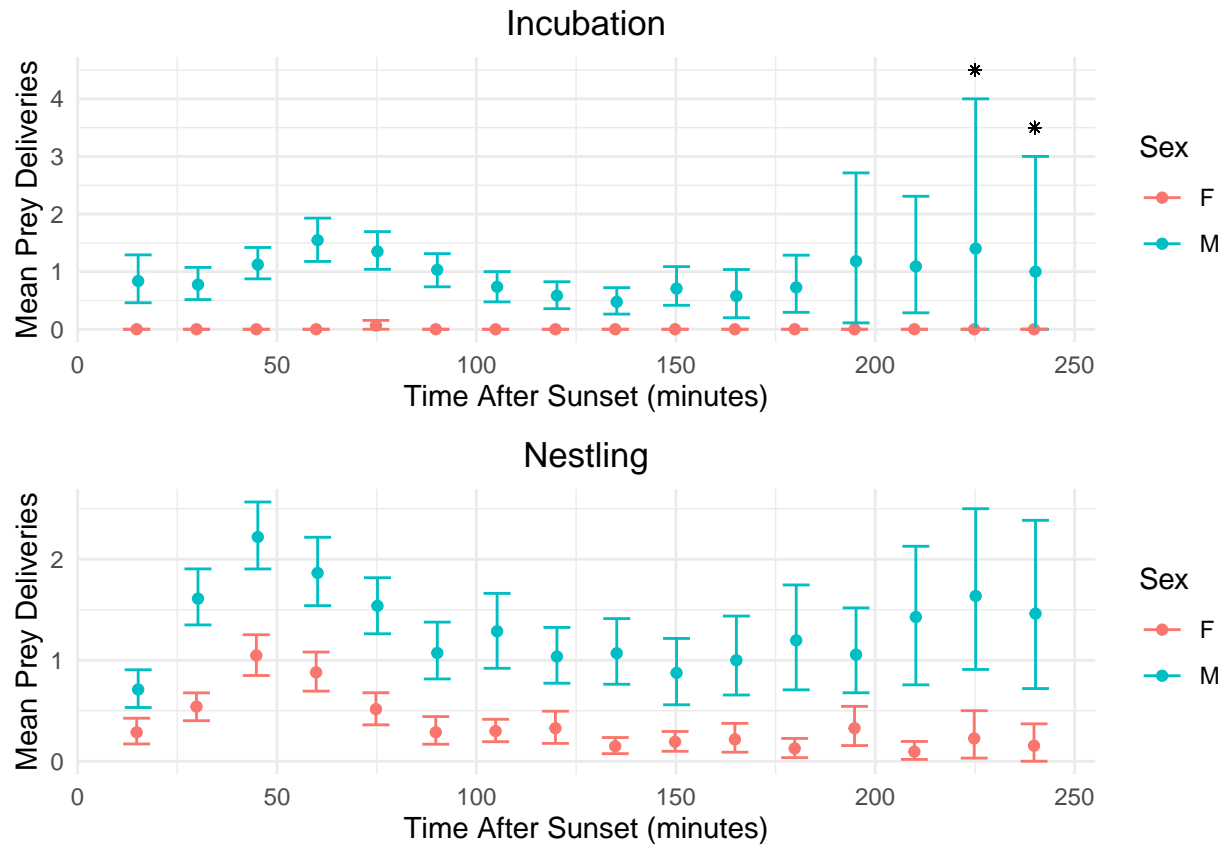 Incubation
Mean Prey Deliveries
4
3
2
1
0
*
*
0 50 100 150 200 250
Time After Sunset (minutes)
Sex
F
M
Nestling
Mean Prey Deliveries
2
1
0
0 50 100 150 200 250
Time After Sunset (minutes)
Sex
F
M